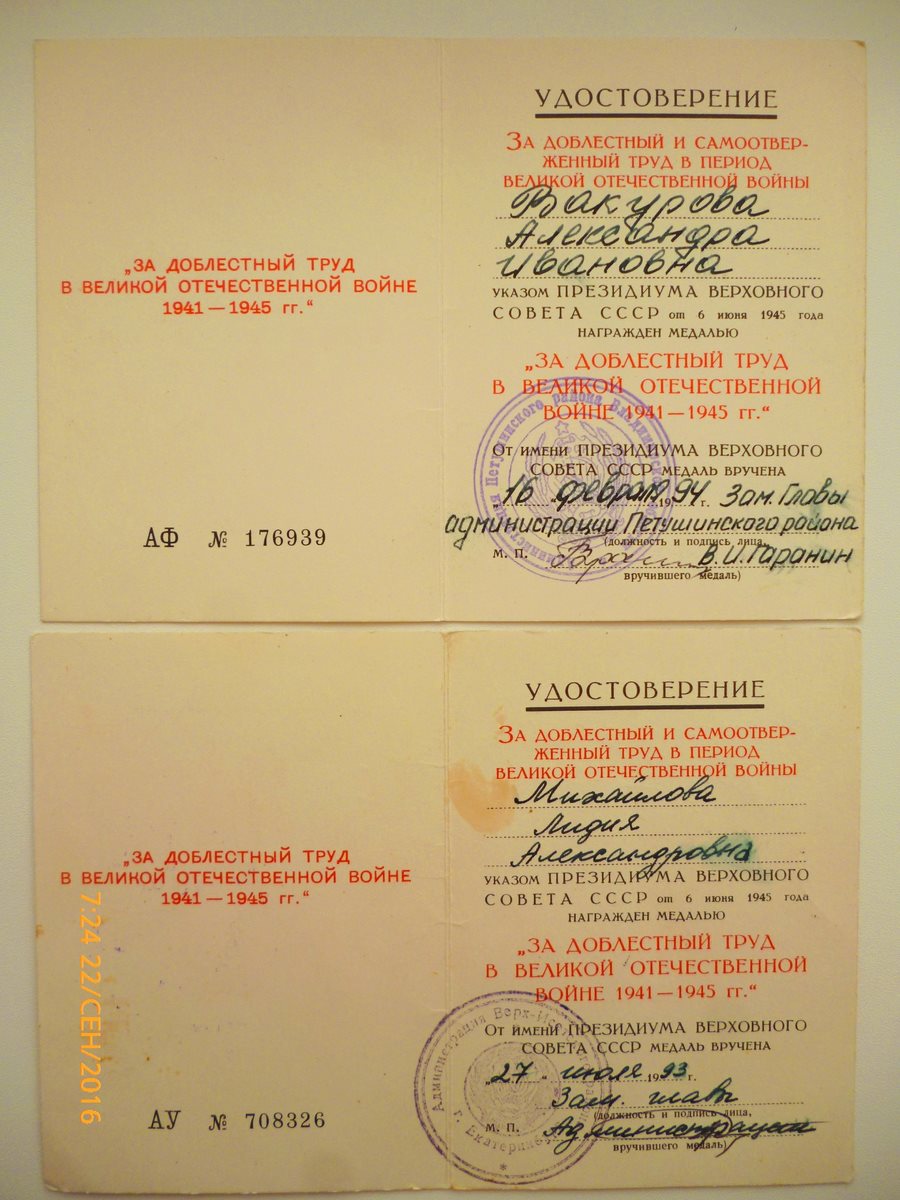 „ЗА ДОБЛЕСТНЫЙ ТРУД
В ВЕЛИКОЙ ОТЕЧЕСТВЕННОЙ ВОЙНЕ
1941 — 1945 гг.“
АФ № 176939
УДОСТОВЕРЕНИЕ
ЗА ДОБЛЕСТНЫЙ И САМООТВЕР-
ЖЕННЫЙ ТРУД В ПЕРИОД
ВЕЛИКОЙ ОТЕЧЕСТВЕННОЙ ВОЙНЫ
Вакурова
Александра
Ивановна
УКАЗОМ ПРЕЗИДИУМА ВЕРХОВНОГО
СОВЕТА СССР от 6 июня 1945 года
НАГРАЖДЕН МЕДАЛЬЮ
„ЗА ДОБЛЕСТНЫЙ ТРУД
В ВЕЛИКОЙ ОТЕЧЕСТВЕННОЙ
ВОЙНЕ 1941 — 1945 гг.“
ОТ ИМЕНИ ПРЕЗИДИУМА ВЕРХОВНОГО
СОВЕТА СССР МЕДАЛЬ ВРУЧЕНА
„16“ февраля 1994 г. Зам. Главы
администрации Петушинского района
(должность и подпись лица,
М. П. В. И. Гаранин
вручившего медаль)
Петушинского района
„ЗА ДОБЛЕСТНЫЙ ТРУД
В ВЕЛИКОЙ ОТЕЧЕСТВЕННОЙ ВОЙНЕ
1941 — 1945 гг.“
АУ № 708326
7:24 22/СЕН/2016
УДОСТОВЕРЕНИЕ
ЗА ДОБЛЕСТНЫЙ И САМООТВЕР-
ЖЕННЫЙ ТРУД В ПЕРИОД
ВЕЛИКОЙ ОТЕЧЕСТВЕННОЙ ВОЙНЫ
Михайлова
Лидия
Александровна
УКАЗОМ ПРЕЗИДИУМА ВЕРХОВНОГО
СОВЕТА СССР от 6 июня 1945 года
НАГРАЖДЕН МЕДАЛЬЮ
„ЗА ДОБЛЕСТНЫЙ ТРУД
В ВЕЛИКОЙ ОТЕЧЕСТВЕННОЙ
ВОЙНЕ 1941 — 1945 гг.“
ОТ ИМЕНИ ПРЕЗИДИУМА ВЕРХОВНОГО
СОВЕТА СССР МЕДАЛЬ ВРУЧЕНА
„27“ июля 1993 г.
Зам. главы
(должность и подпись лица,
М. П. Администрации
вручившего медаль)
Администрация